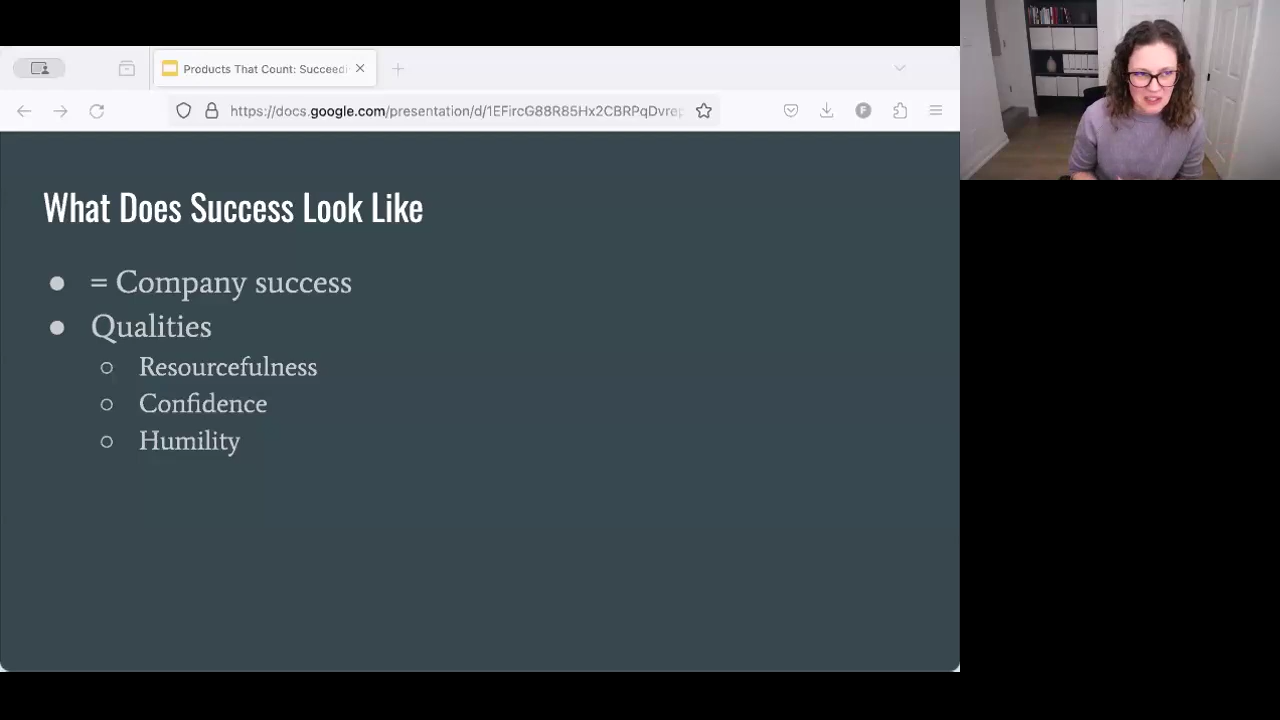 Products That Count: Succeedi
https://docs.google.com/presentation/d/1EFircG88R85Hx2CBRPqDvrep
What Does Success Look Like
= Company success
Qualities
Resourcefulness
Confidence
Humility